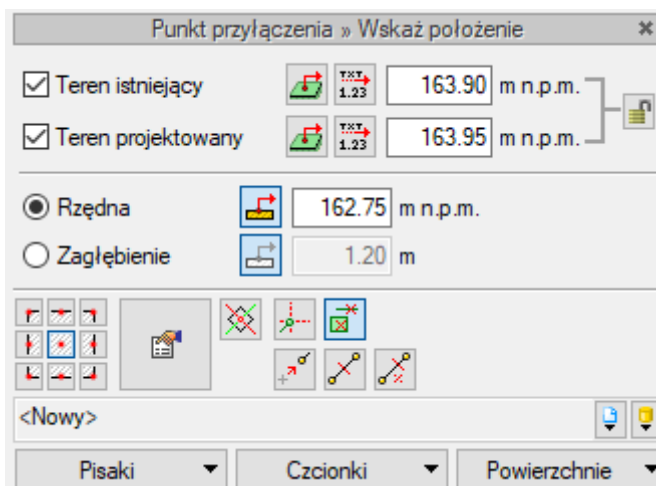 Punkt przyłączenia » Wskaż położenie
Teren istniejący TXT 1.23 163.90 m n.p.m.
Teren projektowany TXT 1.23 163.95 m n.p.m.
Rzędna 162.75 m n.p.m.
Zagłębienie 1.20 m
<Nowy>
Pisaki Czcionki Powierzchnie